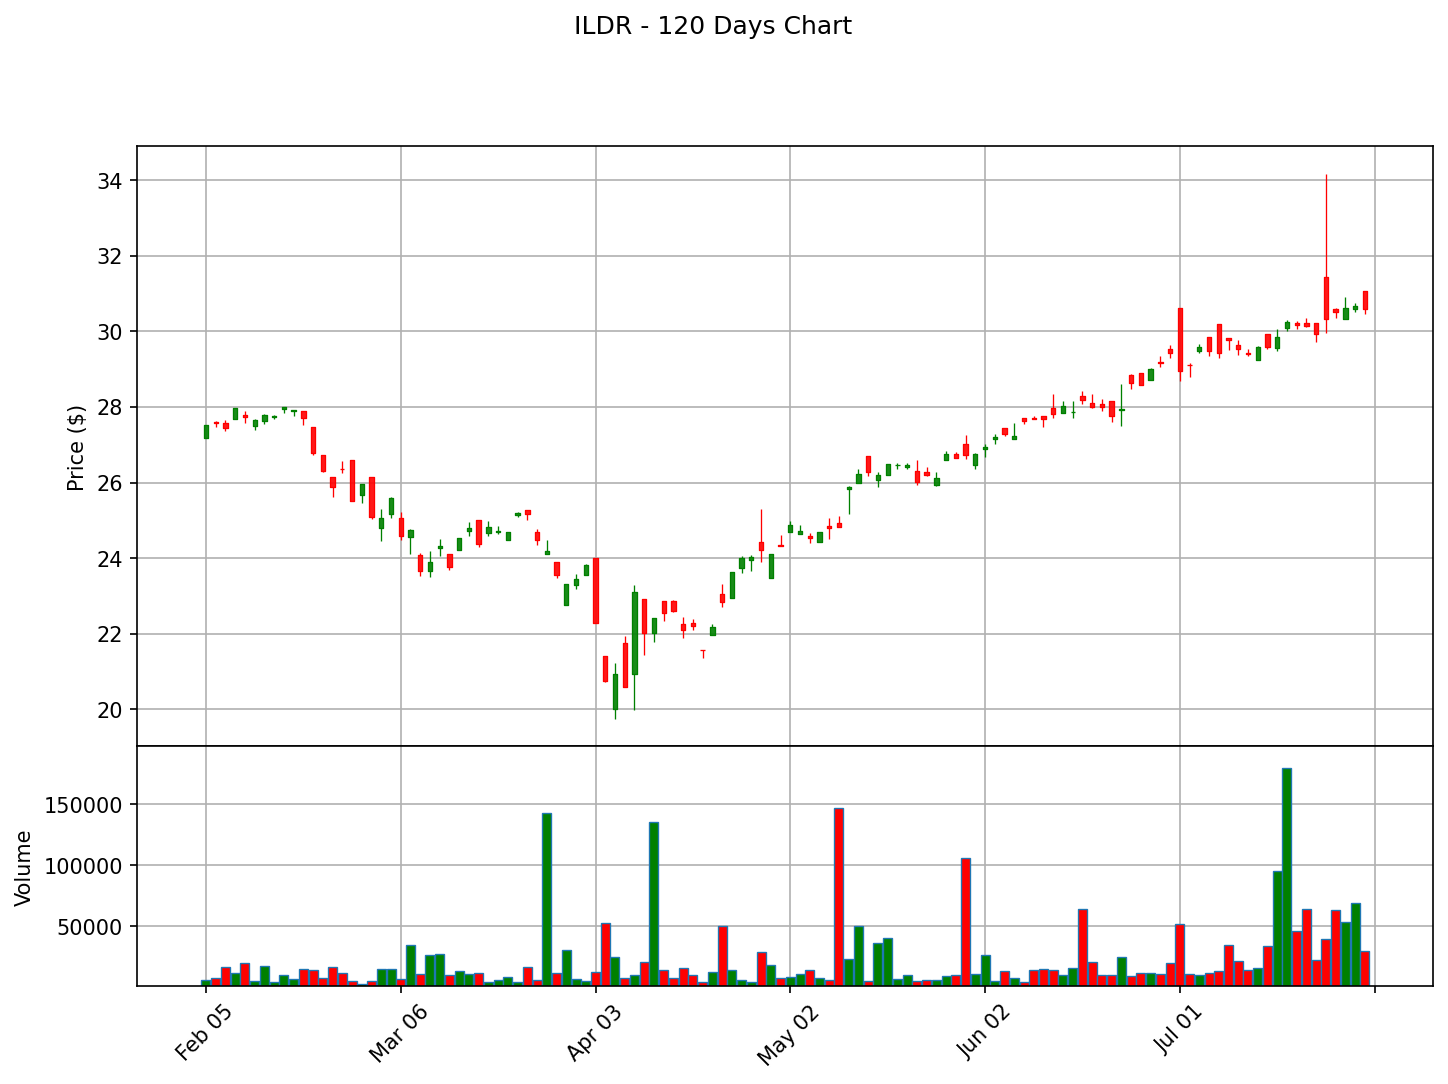 ILDR - 120 Days Chart
34
32
30
28
26
24
22
20
Price ($)
150000
100000
50000
Volume
Feb 05
Mar 06
Apr 03
May 02
Jun 02
Jul 01